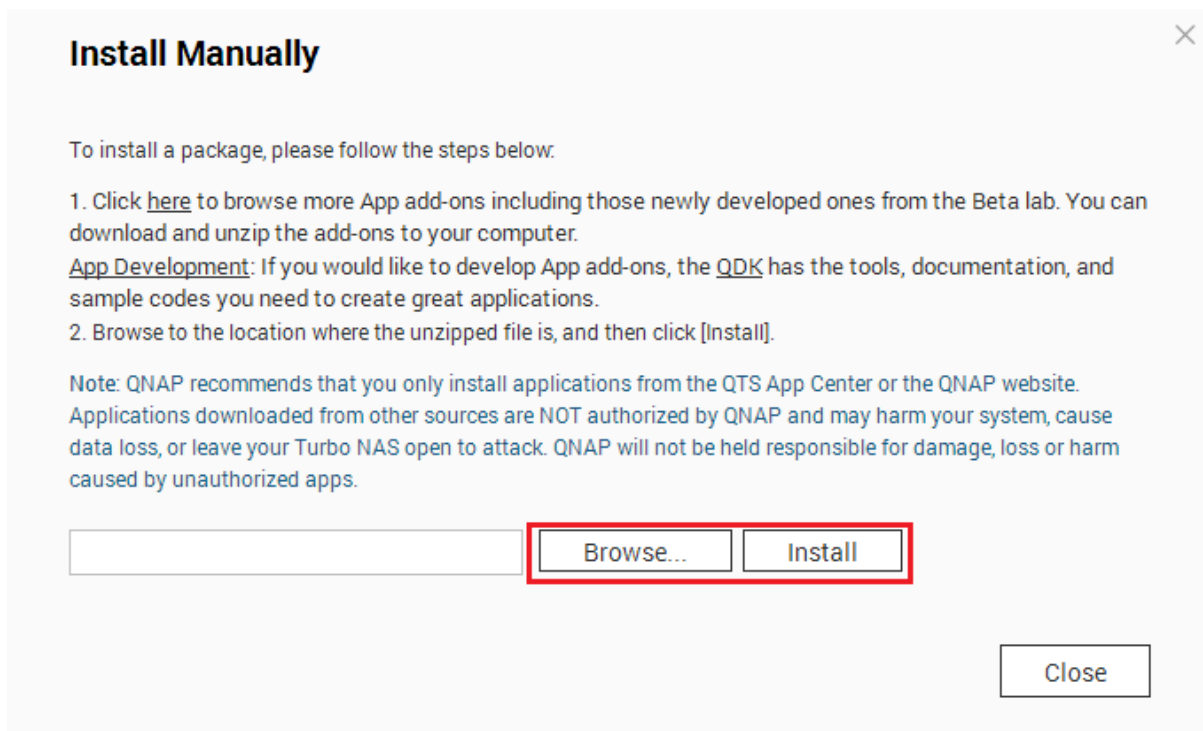 Install Manually
To install a package, please follow the steps below:
1. Click here to browse more App add-ons including those newly developed ones from the Beta lab. You can
download and unzip the add-ons to your computer.
App Development: If you would like to develop App add-ons, the QDK has the tools, documentation, and
sample codes you need to create great applications.
2. Browse to the location where the unzipped file is, and then click [Install].
Note: QNAP recommends that you only install applications from the QTS App Center or the QNAP website.
Applications downloaded from other sources are NOT authorized by QNAP and may harm your system, cause
data loss, or leave your Turbo NAS open to attack. QNAP will not be held responsible for damage, loss or harm
caused by unauthorized apps.
Browse... Install
Close